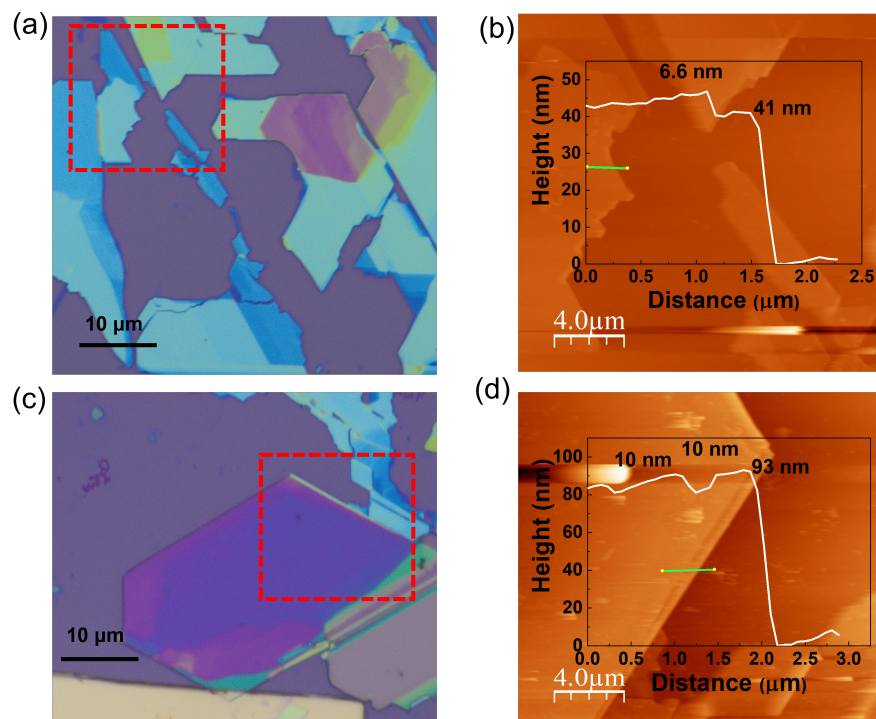 (a)
10 µm
(b)
6.6 nm
41 nm
Height (nm)
50
40
30
20
10
0
0.0 0.5 1.0 1.5 2.0 2.5
Distance (µm)
4.0µm
(c)
10 µm
(d)
10 nm
10 nm
93 nm
Height (nm)
100
80
60
40
20
0
0.0 0.5 1.0 1.5 2.0 2.5 3.0
Distance (µm)
4.0µm